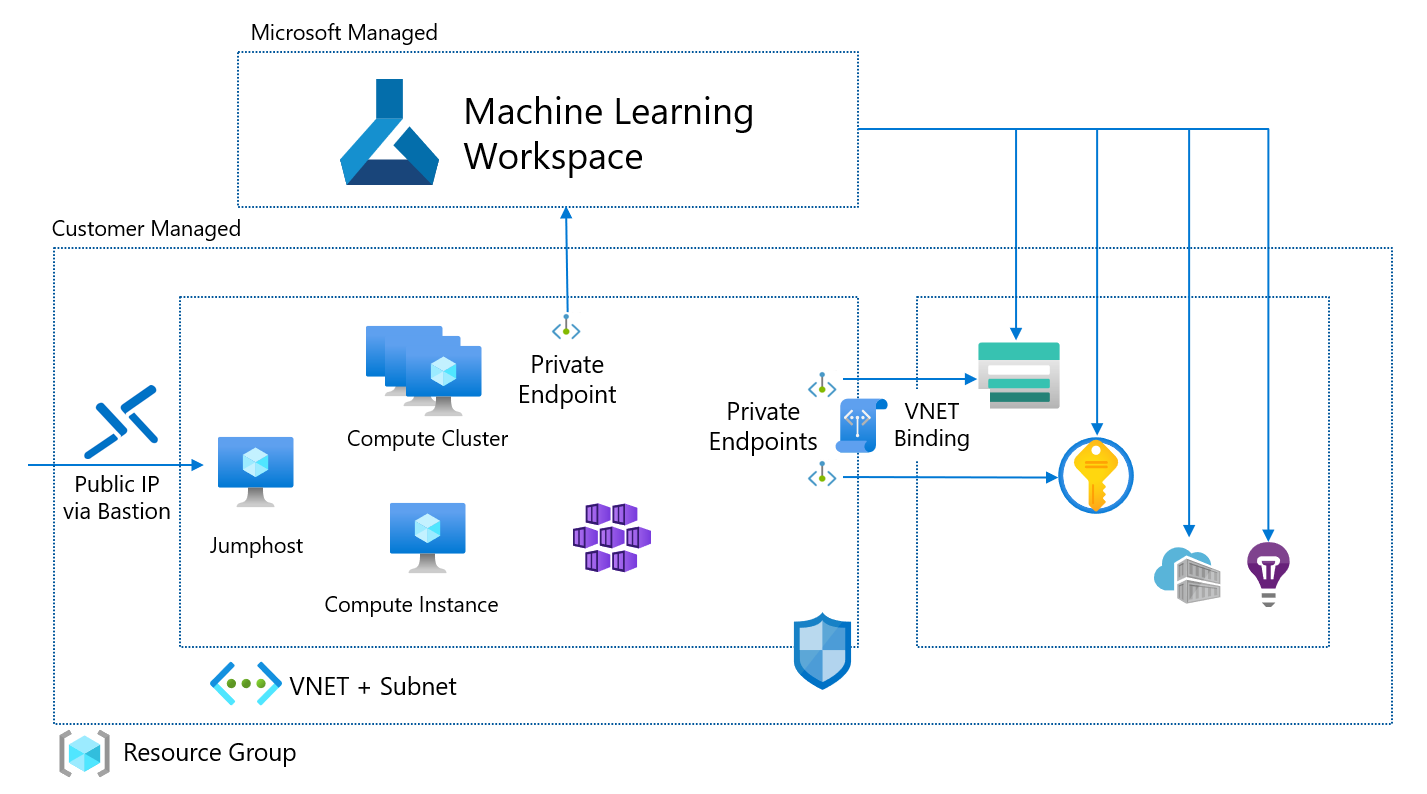 Microsoft Managed
Machine Learning
Workspace
Customer Managed
Private
Endpoint
Compute Cluster
Private
Endpoints
VNET
Binding
Public IP
via Bastion
Jumphost
Compute Instance
VNET + Subnet
Resource Group